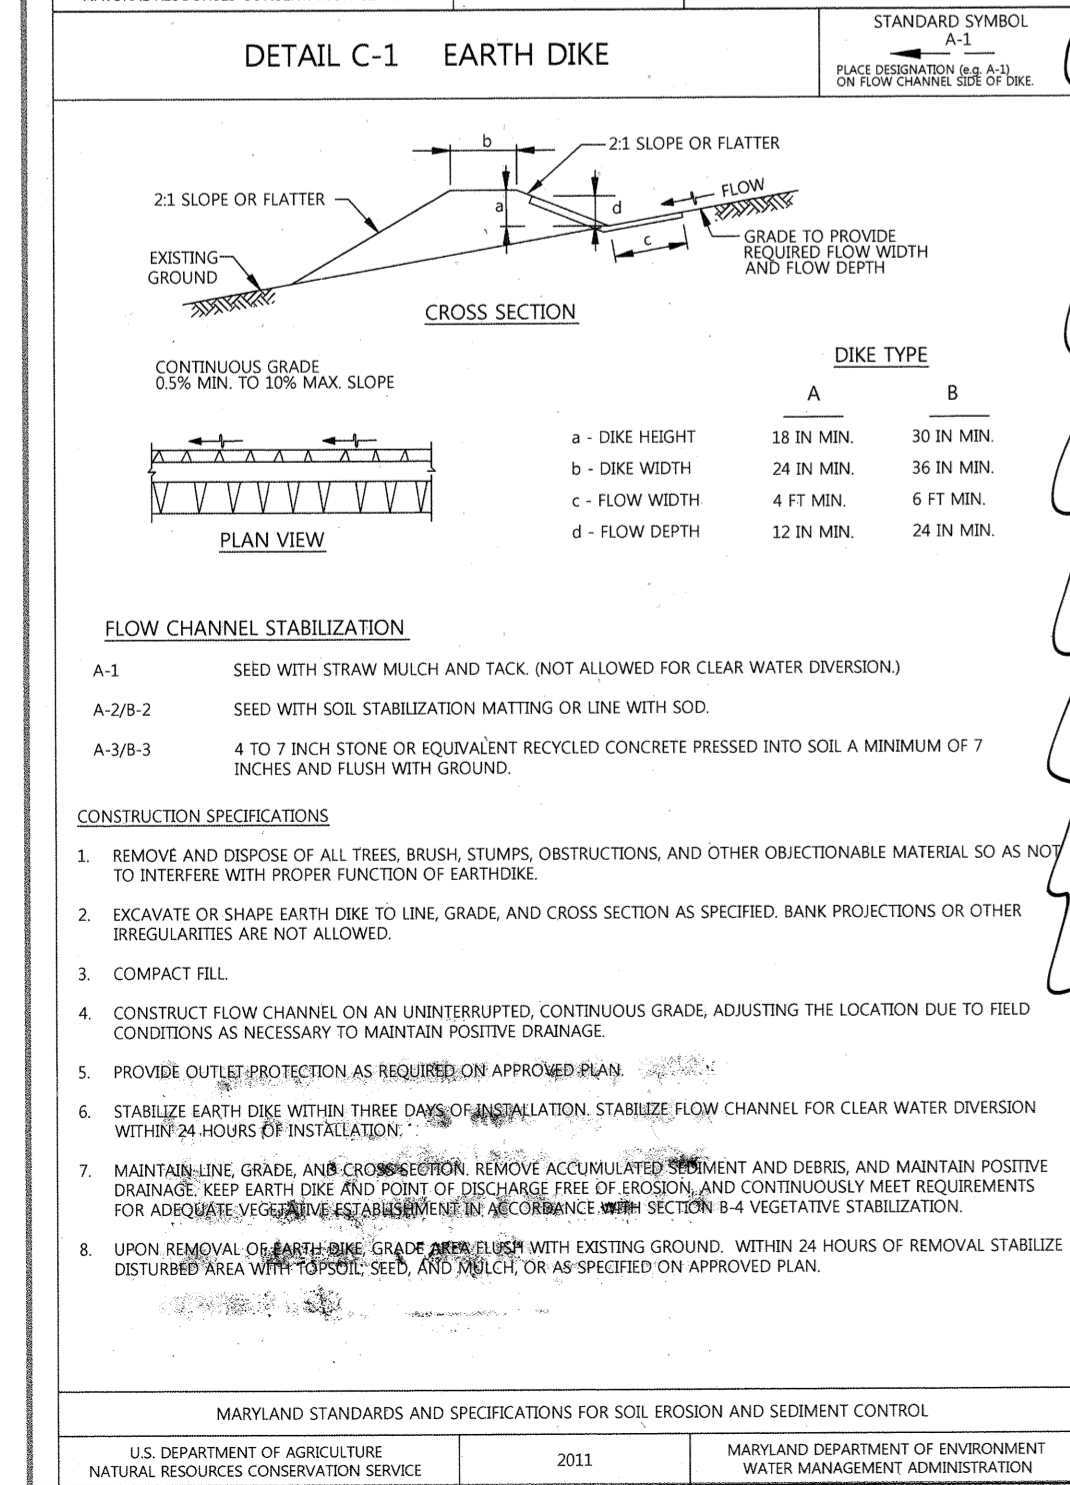 DETAIL C-1 EARTH DIKE
STANDARD SYMBOL
A-1
PLACE DESIGNATION (e.g. A-1)
ON FLOW CHANNEL SIDE OF DIKE.
b
2:1 SLOPE OR FLATTER
2:1 SLOPE OR FLATTER
a
d
FLOW
c
GRADE TO PROVIDE
REQUIRED FLOW WIDTH
AND FLOW DEPTH
EXISTING
GROUND
CROSS SECTION
CONTINUOUS GRADE
0.5% MIN. TO 10% MAX. SLOPE
PLAN VIEW
DIKE TYPE
A B
a - DIKE HEIGHT 18 IN MIN. 30 IN MIN.
b - DIKE WIDTH 24 IN MIN. 36 IN MIN.
c - FLOW WIDTH 4 FT MIN. 6 FT MIN.
d - FLOW DEPTH 12 IN MIN. 24 IN MIN.
FLOW CHANNEL STABILIZATION
A-1 SEED WITH STRAW MULCH AND TACK. (NOT ALLOWED FOR CLEAR WATER DIVERSION.)
A-2/B-2 SEED WITH SOIL STABILIZATION MATTING OR LINE WITH SOD.
A-3/B-3 4 TO 7 INCH STONE OR EQUIVALENT RECYCLED CONCRETE PRESSED INTO SOIL A MINIMUM OF 7
INCHES AND FLUSH WITH GROUND.
CONSTRUCTION SPECIFICATIONS
1. REMOVE AND DISPOSE OF ALL TREES, BRUSH, STUMPS, OBSTRUCTIONS, AND OTHER OBJECTIONABLE MATERIAL SO AS NOT
TO INTERFERE WITH PROPER FUNCTION OF EARTHDIKE.
2. EXCAVATE OR SHAPE EARTH DIKE TO LINE, GRADE, AND CROSS SECTION AS SPECIFIED. BANK PROJECTIONS OR OTHER
IRREGULARITIES ARE NOT ALLOWED.
3. COMPACT FILL.
4. CONSTRUCT FLOW CHANNEL ON AN UNINTERRUPTED, CONTINUOUS GRADE, ADJUSTING THE LOCATION DUE TO FIELD
CONDITIONS AS NECESSARY TO MAINTAIN POSITIVE DRAINAGE.
5. PROVIDE OUTLET PROTECTION AS REQUIRED ON APPROVED PLAN.
6. STABILIZE EARTH DIKE WITHIN THREE DAYS OF INSTALLATION. STABILIZE FLOW CHANNEL FOR CLEAR WATER DIVERSION
WITHIN 24 HOURS OF INSTALLATION.
7. MAINTAIN LINE, GRADE, AND CROSS SECTION. REMOVE ACCUMULATED SEDIMENT AND DEBRIS, AND MAINTAIN POSITIVE
DRAINAGE. KEEP EARTH DIKE AND POINT OF DISCHARGE FREE OF EROSION, AND CONTINUOUSLY MEET REQUIREMENTS
FOR ADEQUATE VEGETATIVE ESTABLISHMENT IN ACCORDANCE WITH SECTION B-4 VEGETATIVE STABILIZATION.
8. UPON REMOVAL OF EARTH DIKE, GRADE AREA FLUSH WITH EXISTING GROUND. WITHIN 24 HOURS OF REMOVAL STABILIZE
DISTURBED AREA WITH TOPSOIL, SEED, AND MULCH, OR AS SPECIFIED ON APPROVED PLAN.
MARYLAND STANDARDS AND SPECIFICATIONS FOR SOIL EROSION AND SEDIMENT CONTROL
U.S. DEPARTMENT OF AGRICULTURE
NATURAL RESOURCES CONSERVATION SERVICE
2011
MARYLAND DEPARTMENT OF ENVIRONMENT
WATER MANAGEMENT ADMINISTRATION